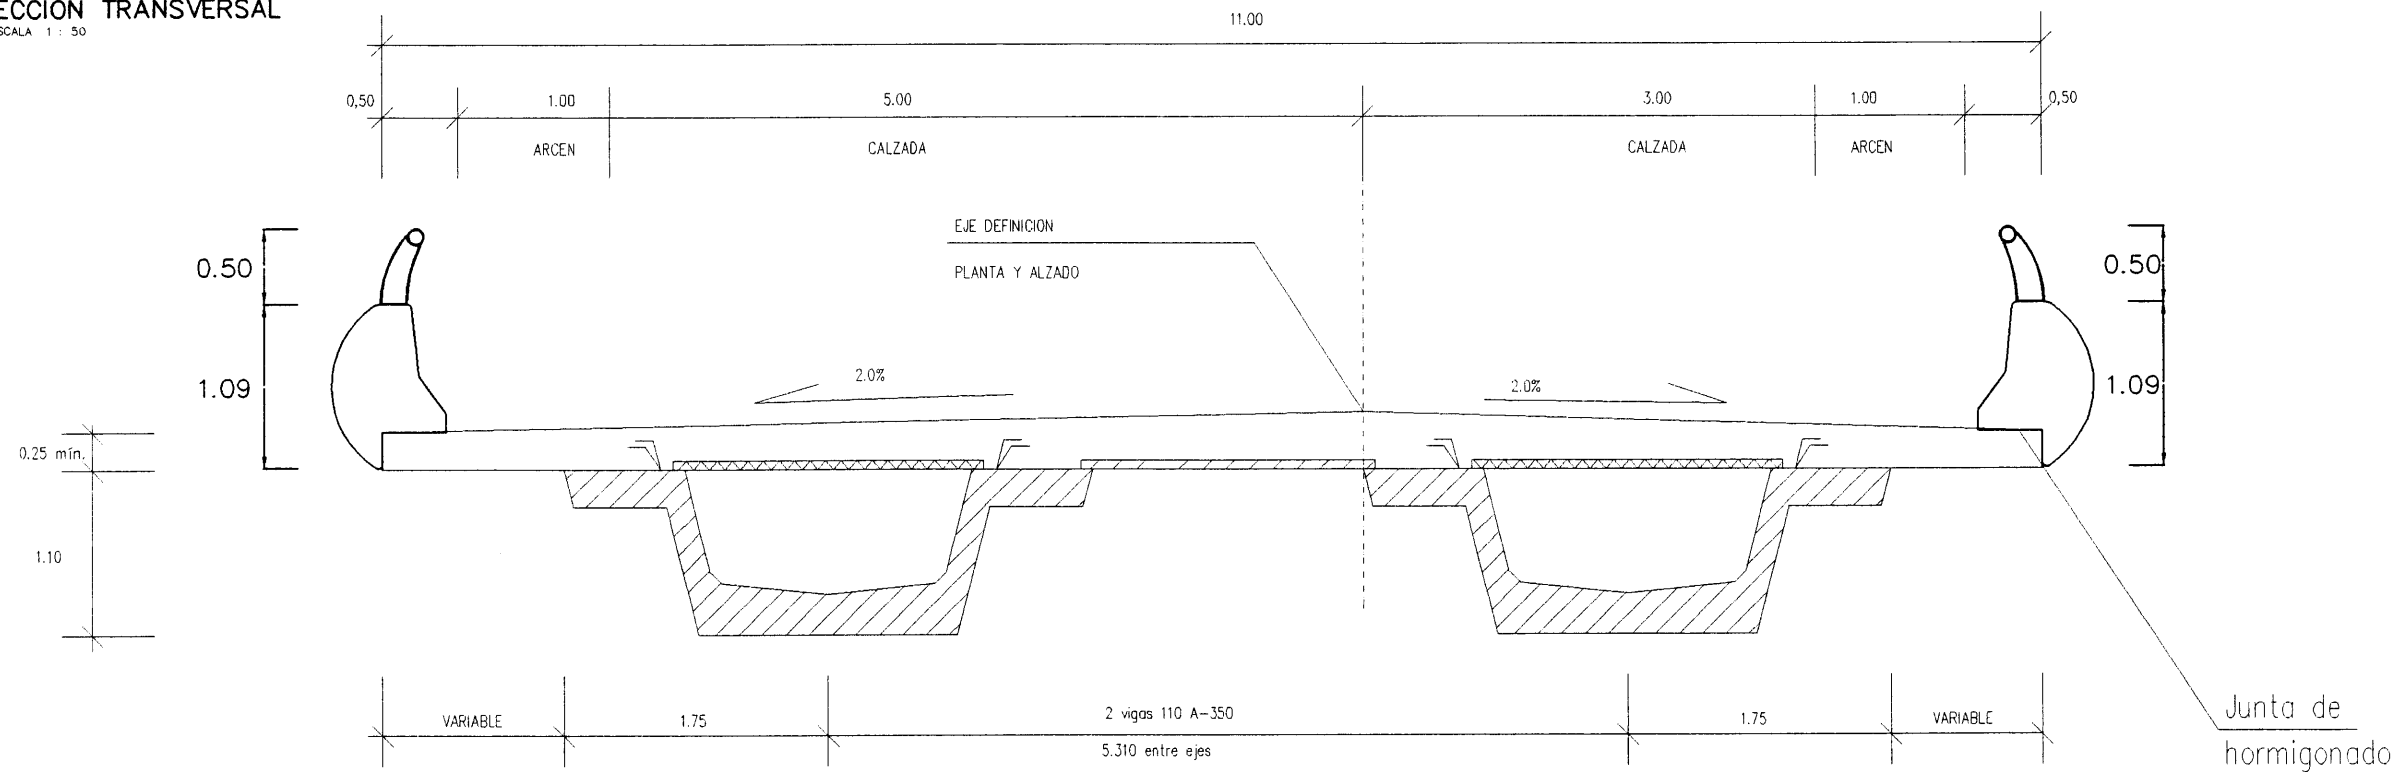 ECCION TRANSVERSAL
SCALA 1 : 50
11.00
0,50
1.00
5.00
3.00
1.00
0,50
ARCEN
CALZADA
CALZADA
ARCEN
EJE DEFINICION
PLANTA Y ALZADO
0.50
0.50
2.0%
2.0%
1.09
1.09
0.25 mín.
1.10
VARIABLE
1.75
2 vigas 110 A-350
5.310 entre ejes
1.75
VARIABLE
Junta de
hormigonado